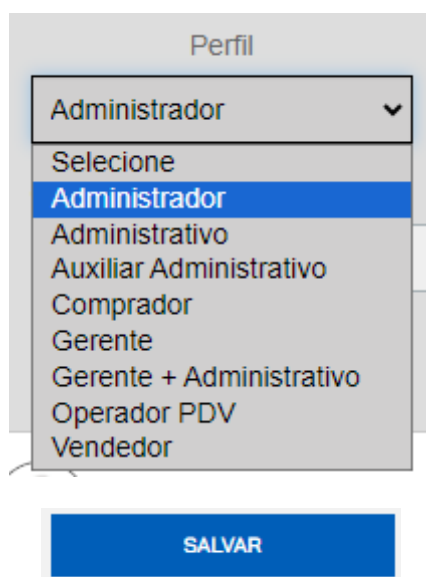 Perfil
Administrador
Selecione
Administrador
Administrativo
Auxiliar Administrativo
Comprador
Gerente
Gerente + Administrativo
Operador PDV
Vendedor
SALVAR